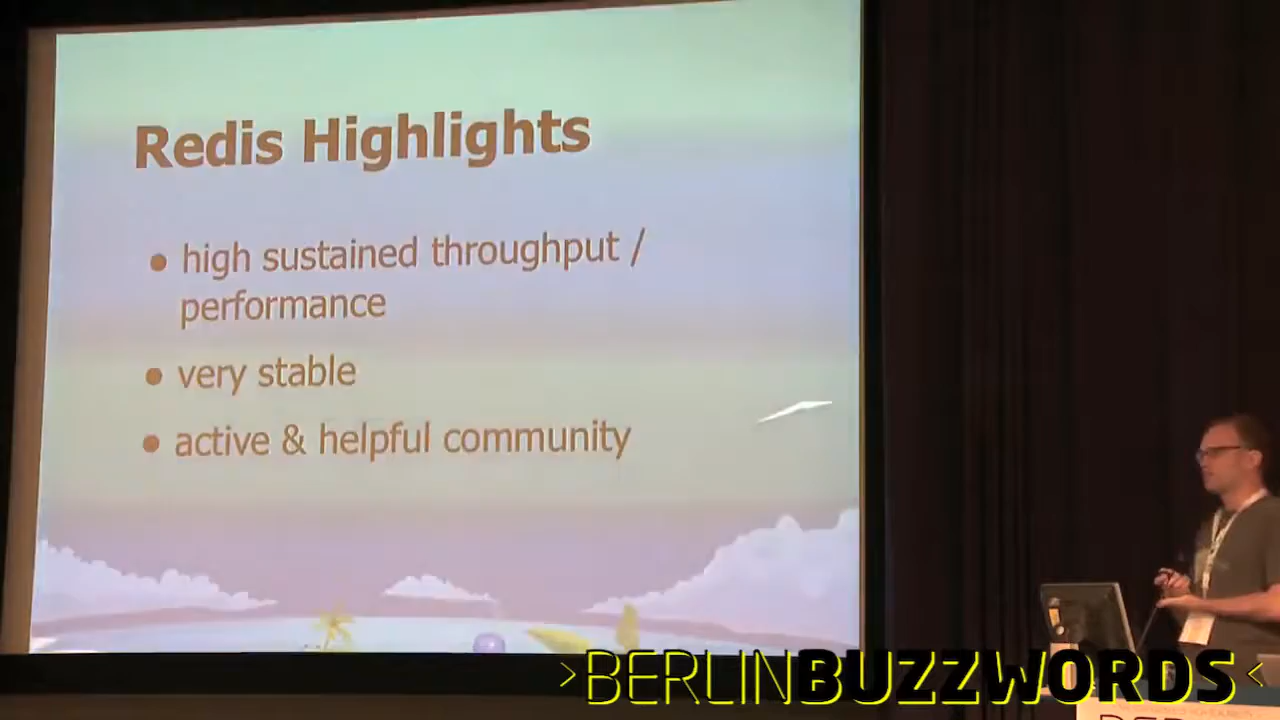 Redis Highlights
• high sustained throughput /
performance
• very stable
• active & helpful community
>BERLINBUZZWORDS<